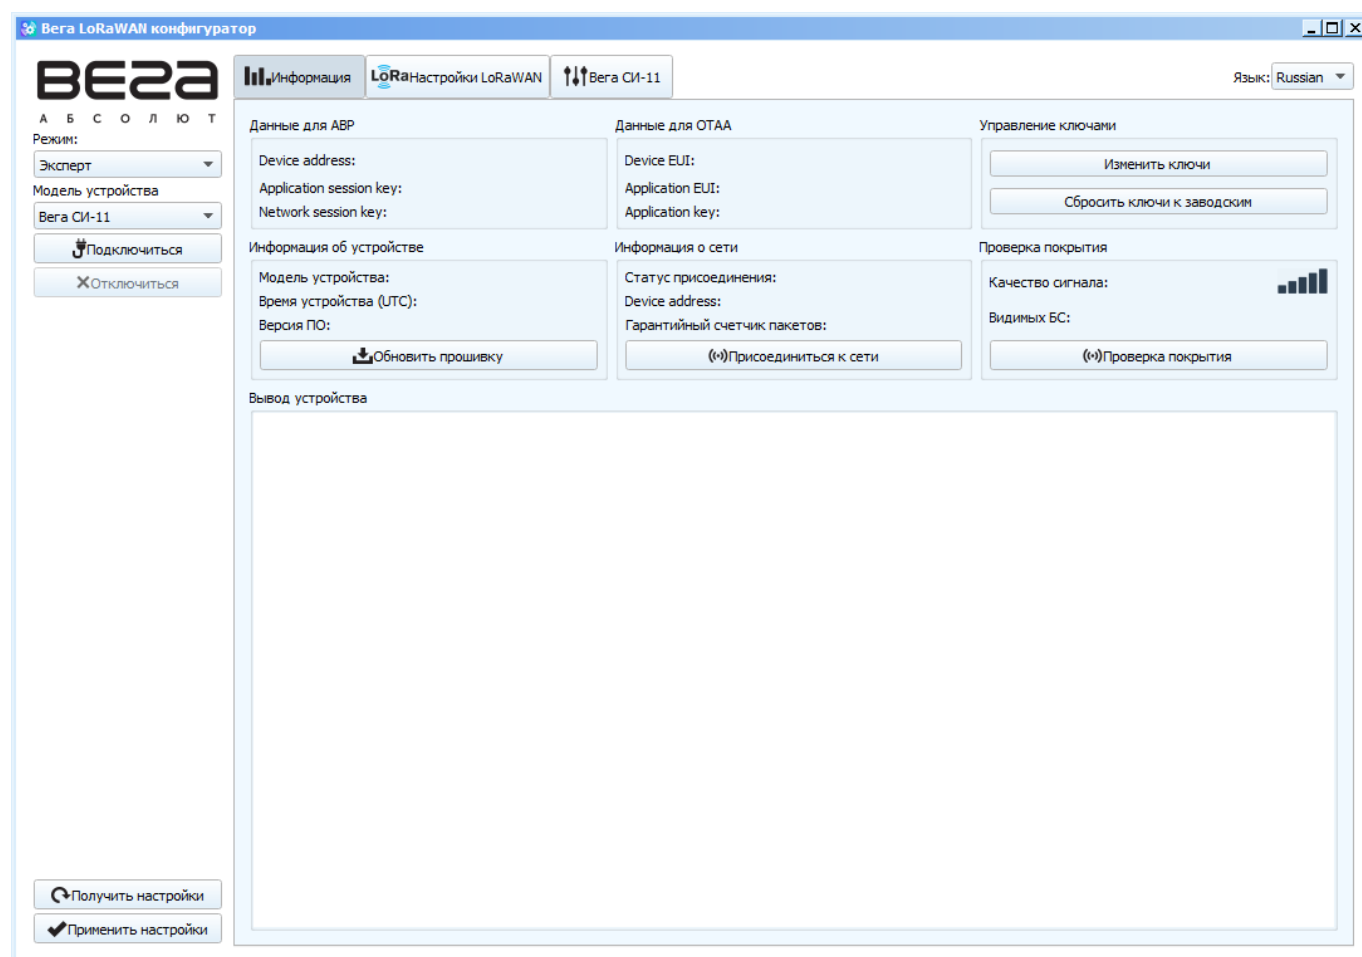 Вега LoRaWAN конфигуратор
ВЕГА
АБСОЛЮТ
Режим:
Эксперт
Модель устройства
Вега СИ-11
Подключиться
Отключиться
Получить настройки
Применить настройки
Информация
LoRa Настройки LoRaWAN
Вега СИ-11
Язык: Russian
Данные для ABP
Device address:
Application session key:
Network session key:
Данные для OTAA
Device EUI:
Application EUI:
Application key:
Управление ключами
Изменить ключи
Сбросить ключи к заводским
Информация об устройстве
Модель устройства:
Время устройства (UTC):
Версия ПО:
Обновить прошивку
Информация о сети
Статус присоединения:
Device address:
Гарантийный счетчик пакетов:
Присоединиться к сети
Проверка покрытия
Качество сигнала:
Видимых БС:
Проверка покрытия
Вывод устройства